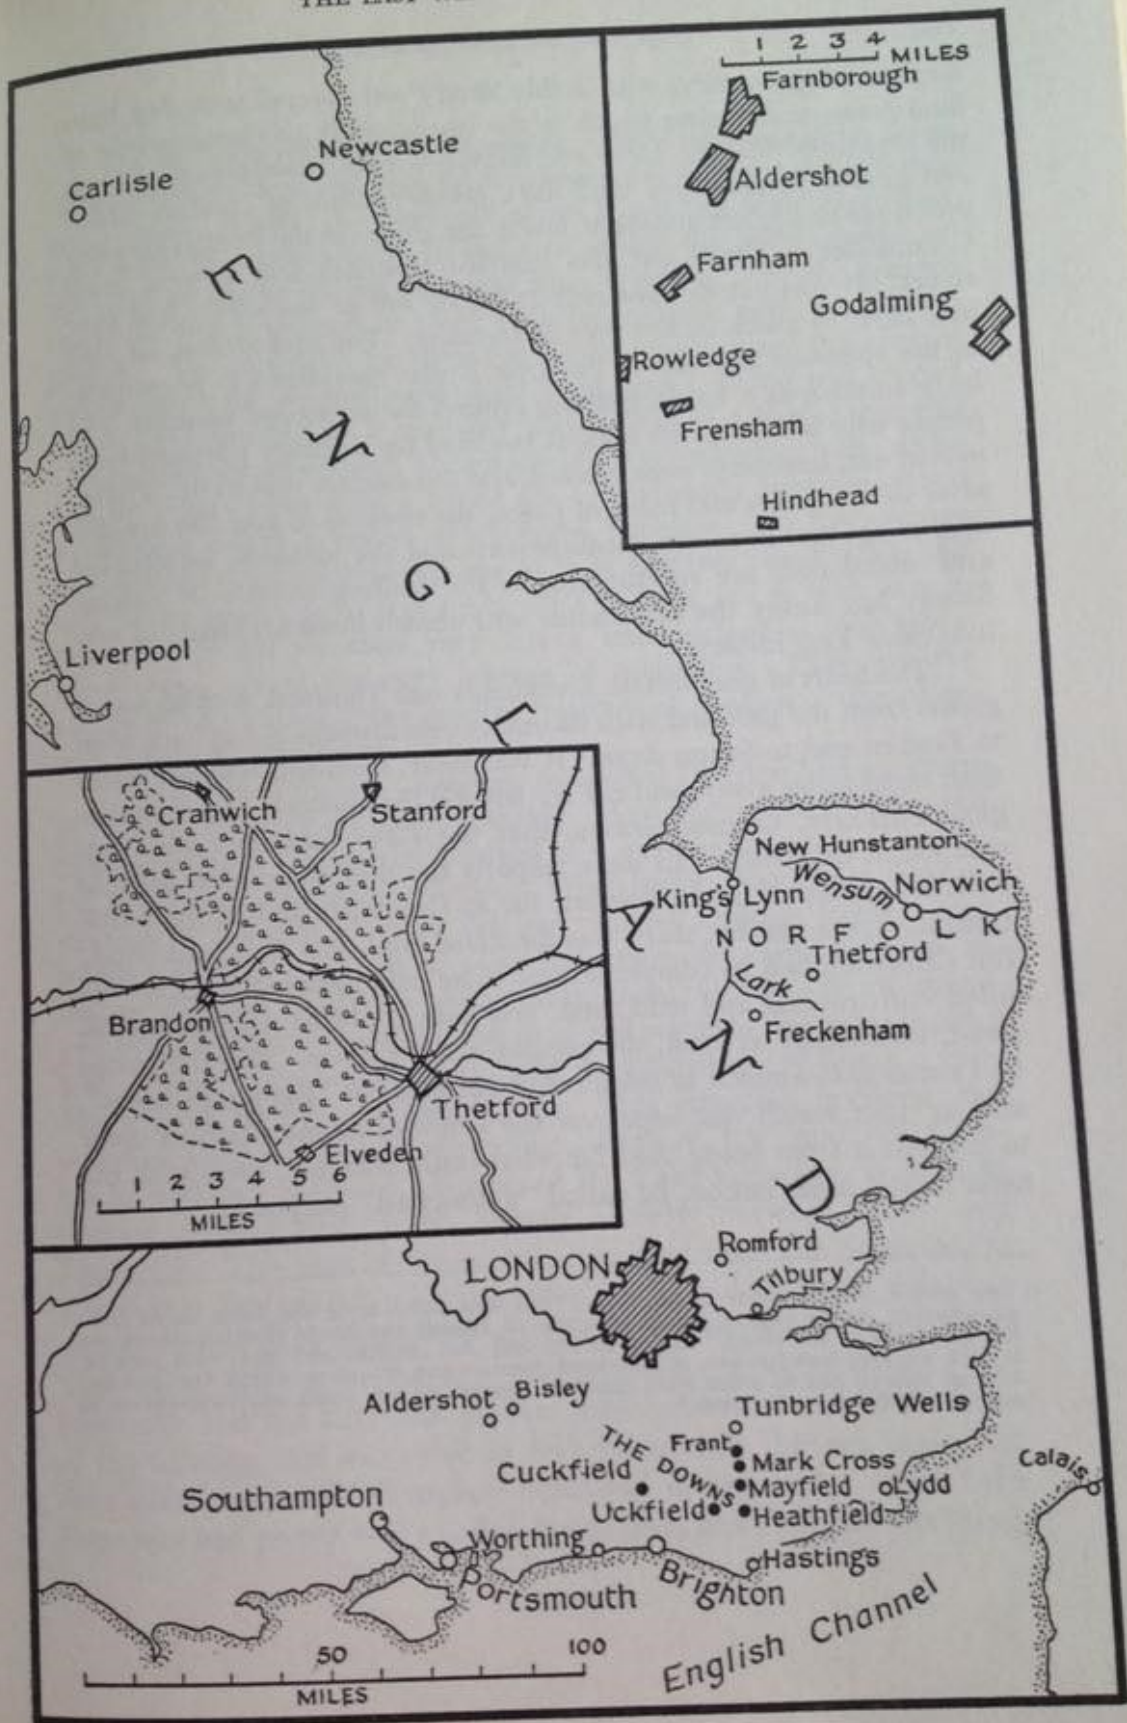 THE LAST
1 2 3 4
MILES
Farnborough
Aldershot
Farnham
Godalming
Rowledge
Frensham
Hindhead
Newcastle
Carlisle
E
N
G
L
A
N
D
Liverpool
Cranwich
Stanford
Brandon
Thetford
Elveden
1 2 3 4 5 6
MILES
New Hunstanton
Wensum
Norwich
King's Lynn
NORFOLK
Thetford
Lark
Freckenham
LONDON
Romford
Tilbury
Aldershot
Bisley
Tunbridge Wells
THE DOWNS
Frant
Mark Cross
Cuckfield
Mayfield
Lydd
Calais
Uckfield
Heathfield
Southampton
Worthing
Hastings
Portsmouth
Brighton
English Channel
50 100
MILES